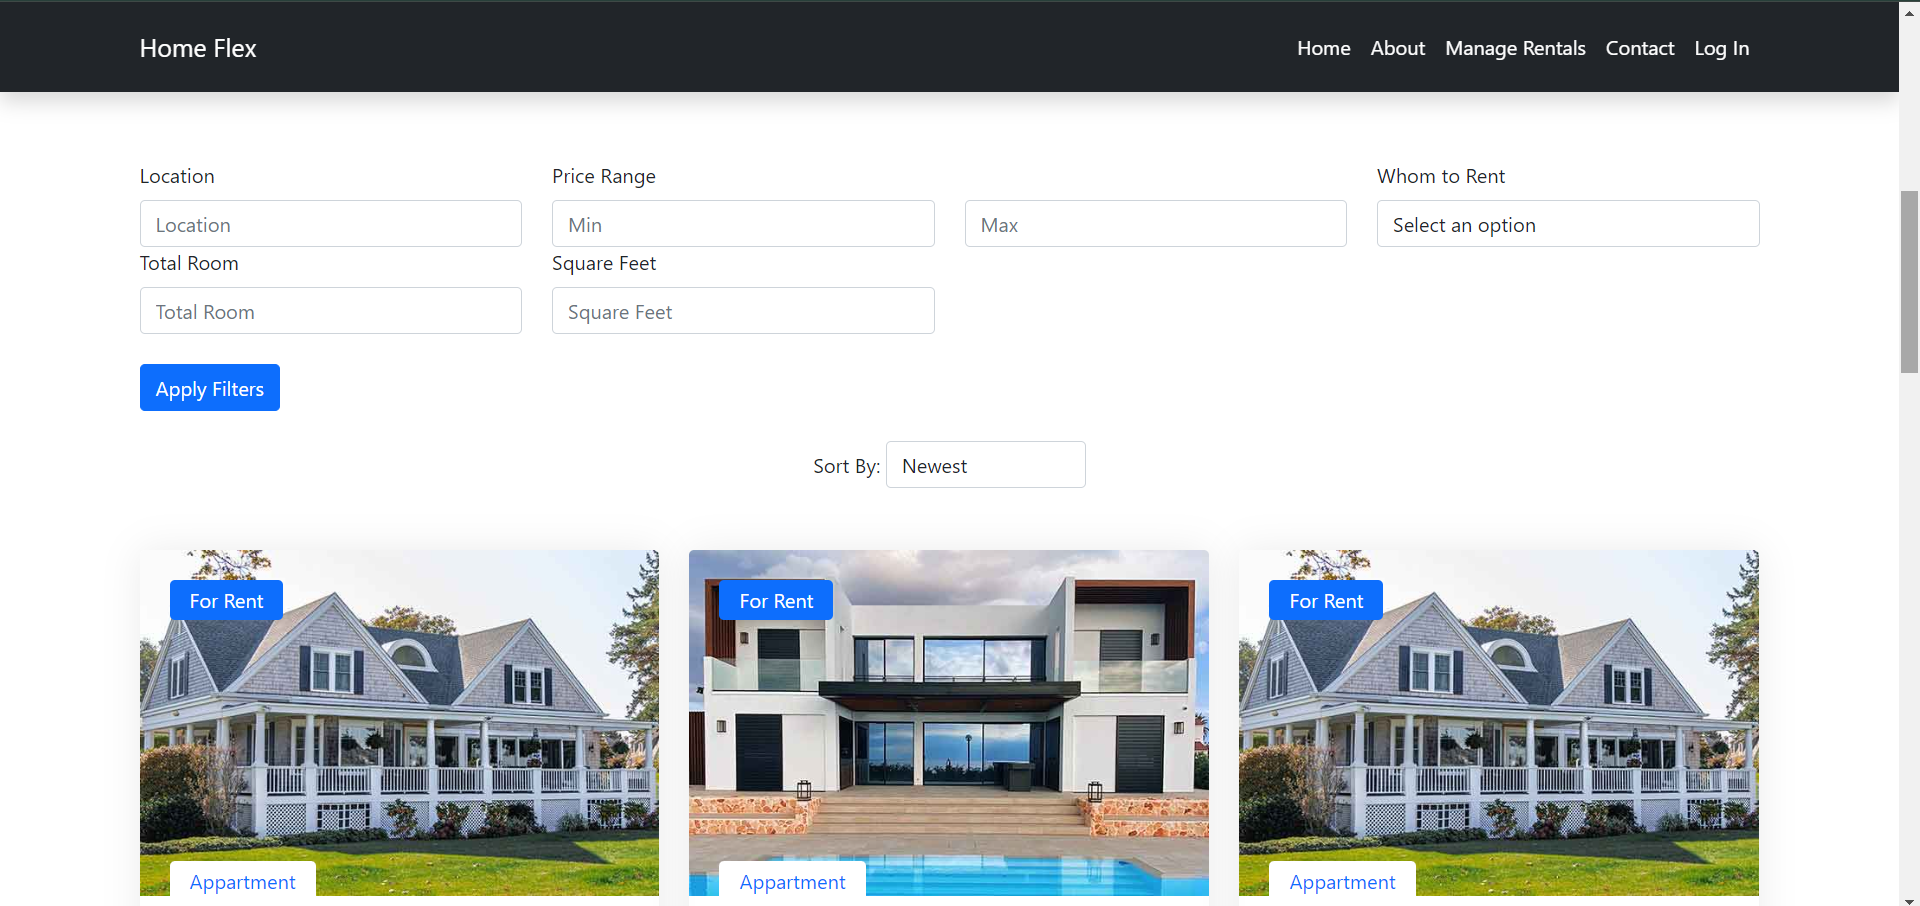 Home Flex
Home About Manage Rentals Contact Log In
Location Price Range Whom to Rent
Location Min Max Select an option
Total Room Square Feet
Total Room Square Feet
Apply Filters
Sort By: Newest
For Rent For Rent For Rent
Appartment Appartment Appartment